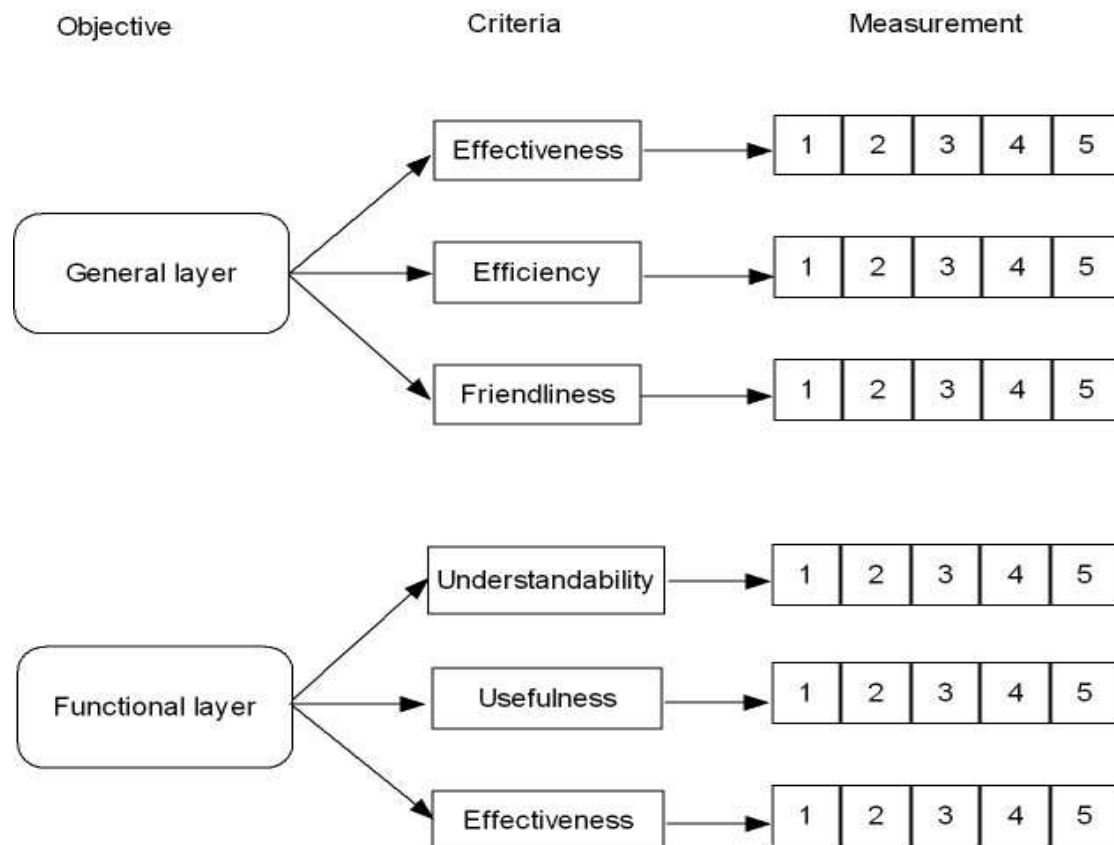 Objective Criteria Measurement
Effectiveness 1 2 3 4 5
General layer Efficiency 1 2 3 4 5
Friendliness 1 2 3 4 5
Understandability 1 2 3 4 5
Functional layer Usefulness 1 2 3 4 5
Effectiveness 1 2 3 4 5